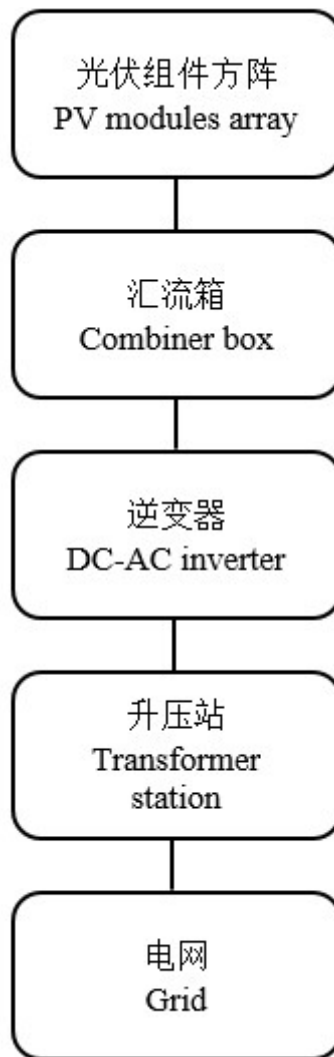 光伏组件方阵
PV modules array
汇流箱
Combiner box
逆变器
DC-AC inverter
升压站
Transformer
station
电网
Grid